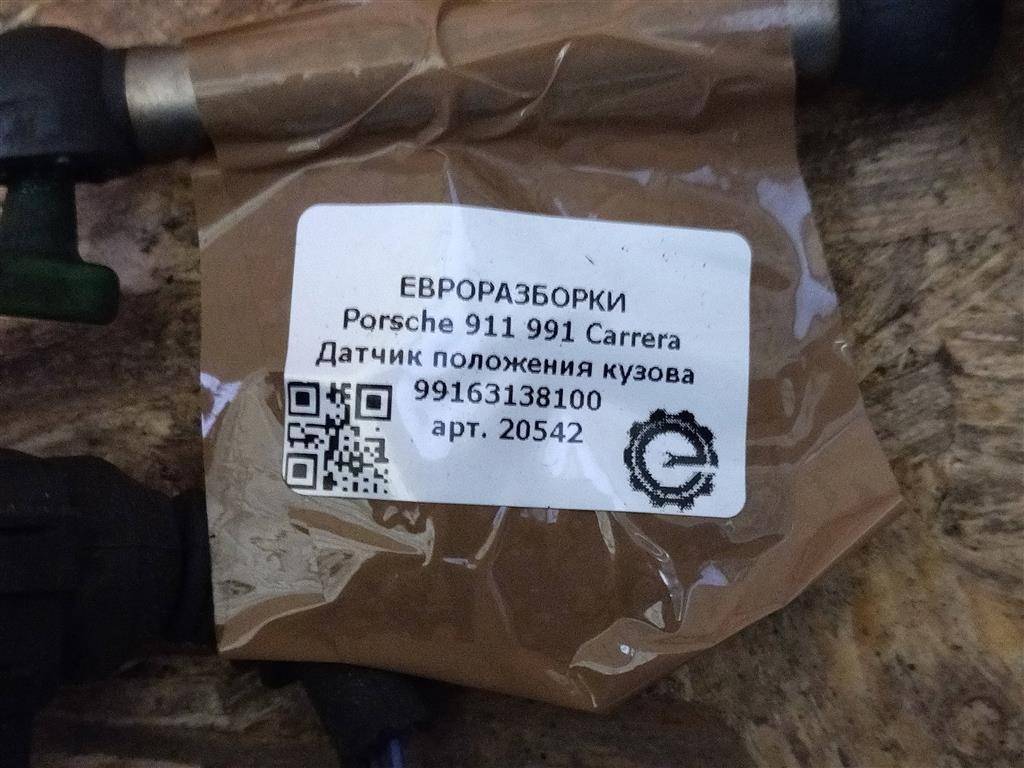 ЕВРОРАЗБОРКИ
Porsche 911 991 Carrera
Датчик положения кузова
99163138100
арт. 20542